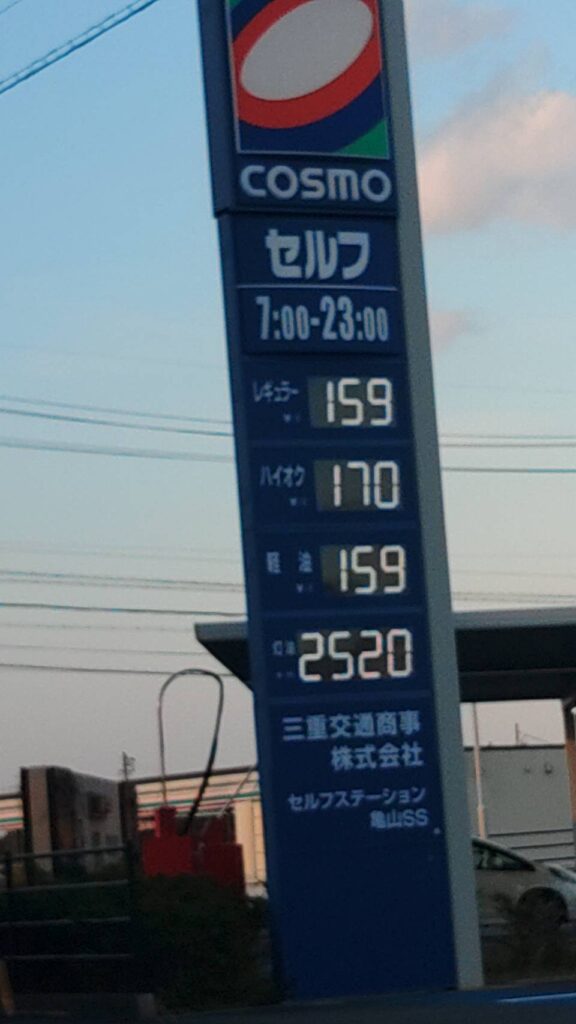 COSMO
セルフ
7:00-23:00
レギュラー 159
ハイオク 170
軽 油 159
灯油 2520
三重交通商事
株式会社
セルフステーション
亀山SS